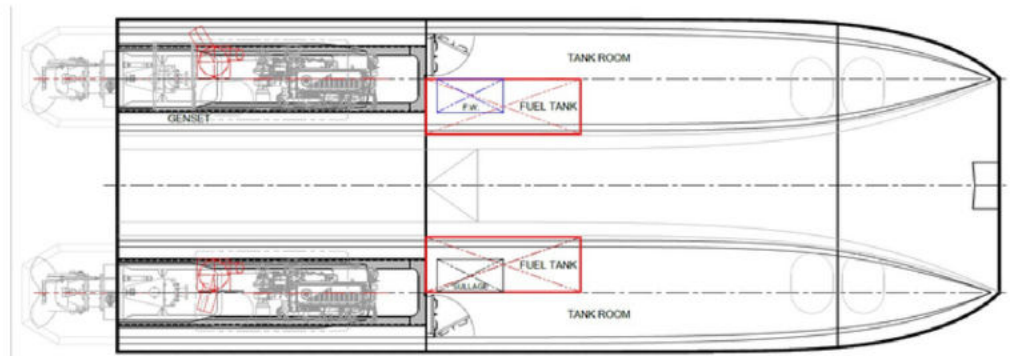 TANK ROOM
F.W.
FUEL TANK
GENSET
FUEL TANK
SULLAGE
TANK ROOM